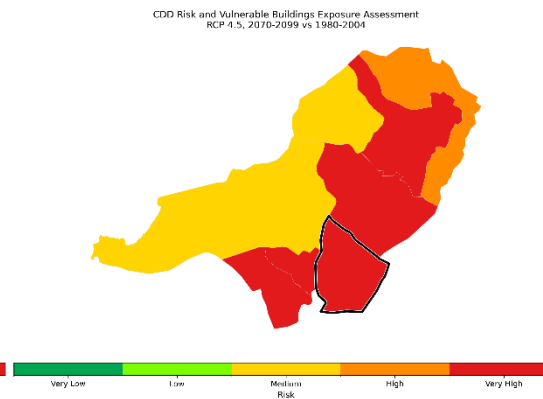 CDD Risk and Vulnerable Buildings Exposure Assessment
RCP 4.5, 2070-2099 vs 1980-2004
Very Low Low Medium High Very High
Risk